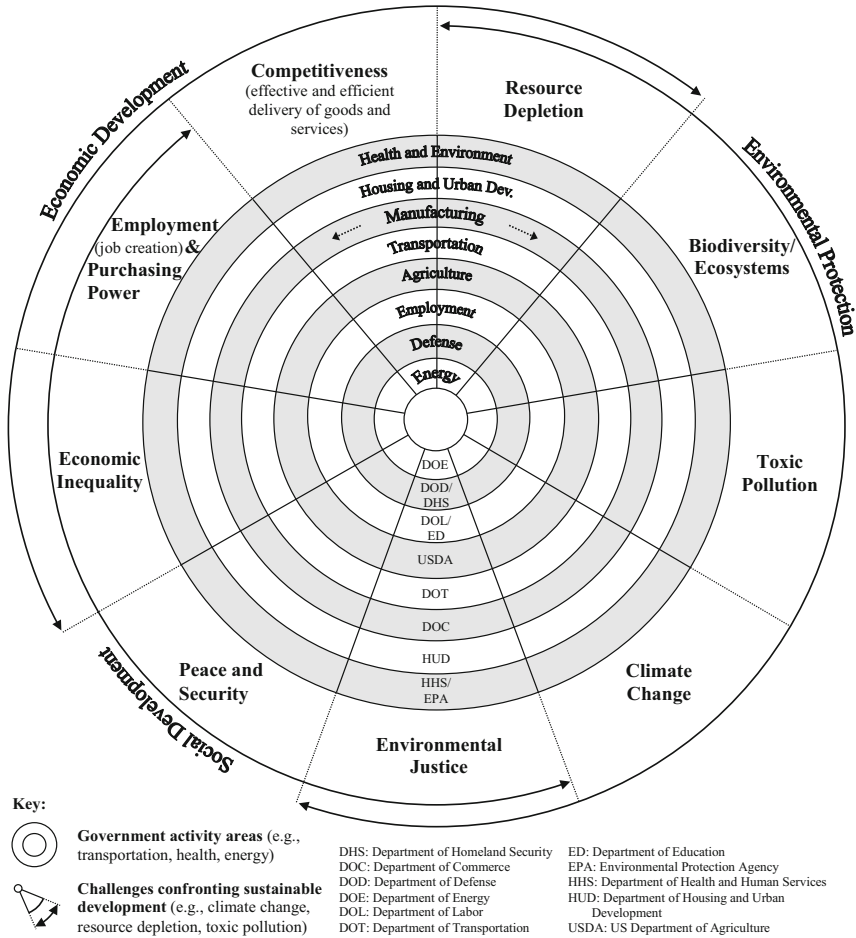 Economic Development
Environmental Protection
Social Development
Competitiveness
(effective and efficient
delivery of goods and
services)
Resource
Depletion
Employment
(job creation) &
Purchasing
Power
Biodiversity/
Ecosystems
Economic
Inequality
Toxic
Pollution
Peace and
Security
Climate
Change
Environmental
Justice
Health and Environment
Housing and Urban Dev.
Manufacturing
Transportation
Agriculture
Employment
Defense
Energy
DOE
DOD/
DHS
DOL/
ED
USDA
DOT
DOC
HUD
HHS/
EPA
Key:
Government activity areas (e.g.,
transportation, health, energy)
Challenges confronting sustainable
development (e.g., climate change,
resource depletion, toxic pollution)
DHS: Department of Homeland Security
DOC: Department of Commerce
DOD: Department of Defense
DOE: Department of Energy
DOL: Department of Labor
DOT: Department of Transportation
ED: Department of Education
EPA: Environmental Protection Agency
HHS: Department of Health and Human Services
HUD: Department of Housing and Urban
Development
USDA: US Department of Agriculture